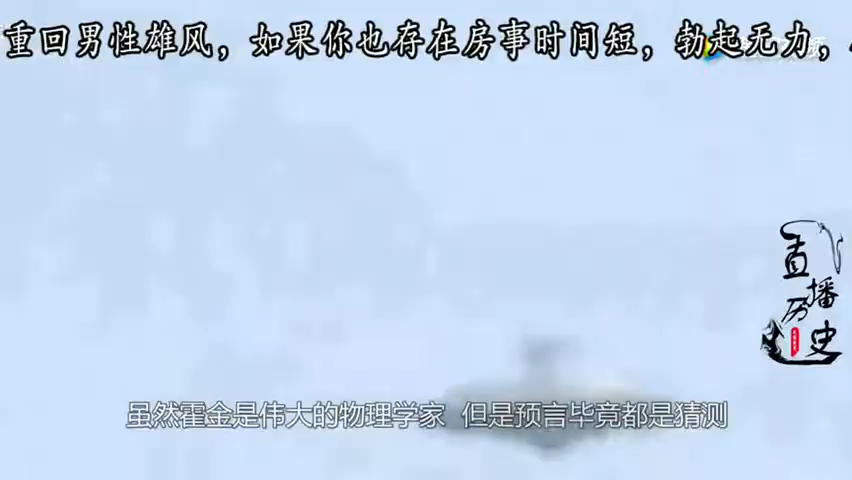 重回男性雄风，如果你也存在房事时间短，勃起无力，
直播历史
虽然霍金是伟大的物理学家 但是预言毕竟都是猜测